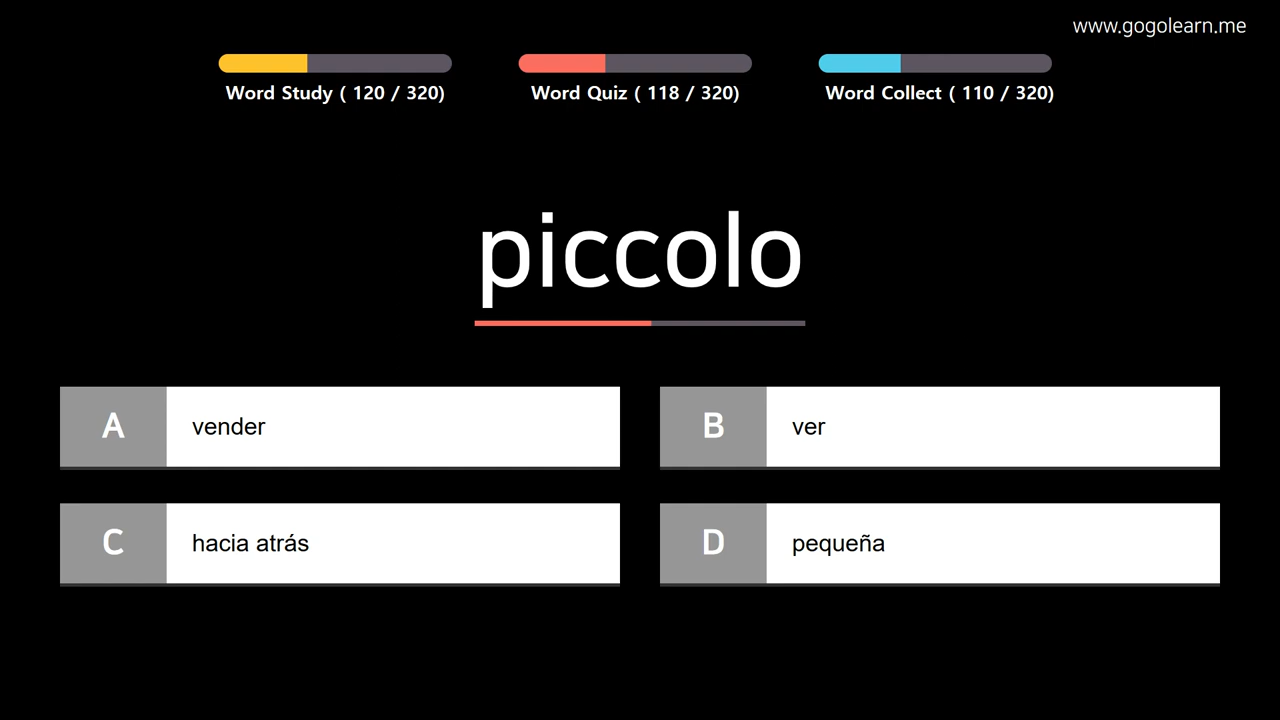 www.gogolearn.me
Word Study ( 120 / 320)
Word Quiz ( 118 / 320)
Word Collect ( 110 / 320)
piccolo
A
vender
B
ver
C
hacia atrás
D
pequeña